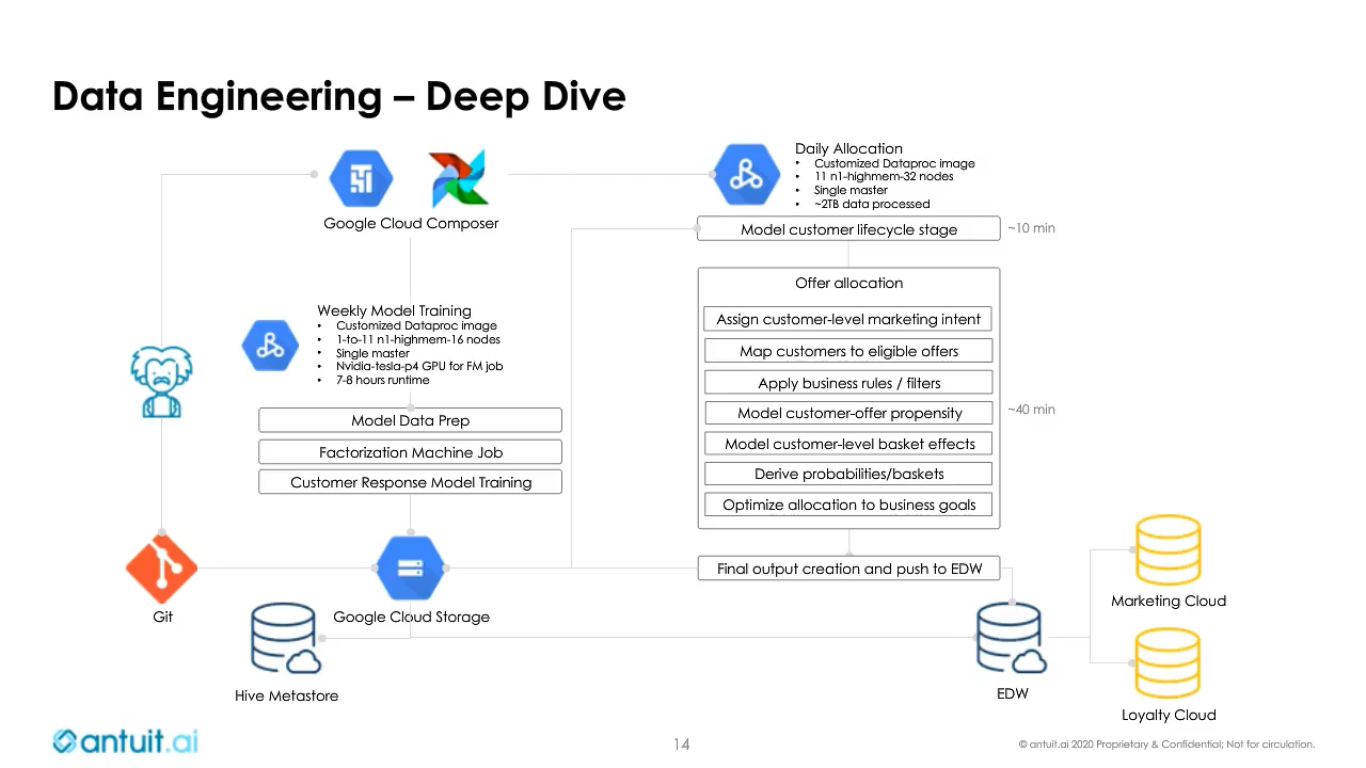 Data Engineering – Deep Dive
Google Cloud Composer
Daily Allocation
• Customized Dataproc image
• 11 n1-highmem-32 nodes
• Single master
• ~2TB data processed
Model customer lifecycle stage
~10 min
Weekly Model Training
• Customized Dataproc image
• 1-to-11 n1-highmem-16 nodes
• Single master
• Nvidia-tesla-p4 GPU for FM job
• 7-8 hours runtime
Model Data Prep
Factorization Machine Job
Customer Response Model Training
Offer allocation
Assign customer-level marketing intent
Map customers to eligible offers
Apply business rules / filters
Model customer-offer propensity
Model customer-level basket effects
Derive probabilities/baskets
Optimize allocation to business goals
~40 min
Final output creation and push to EDW
Git
Google Cloud Storage
Hive Metastore
EDW
Marketing Cloud
Loyalty Cloud
antuit.ai
14
© antuit.ai 2020 Proprietary & Confidential; Not for circulation.